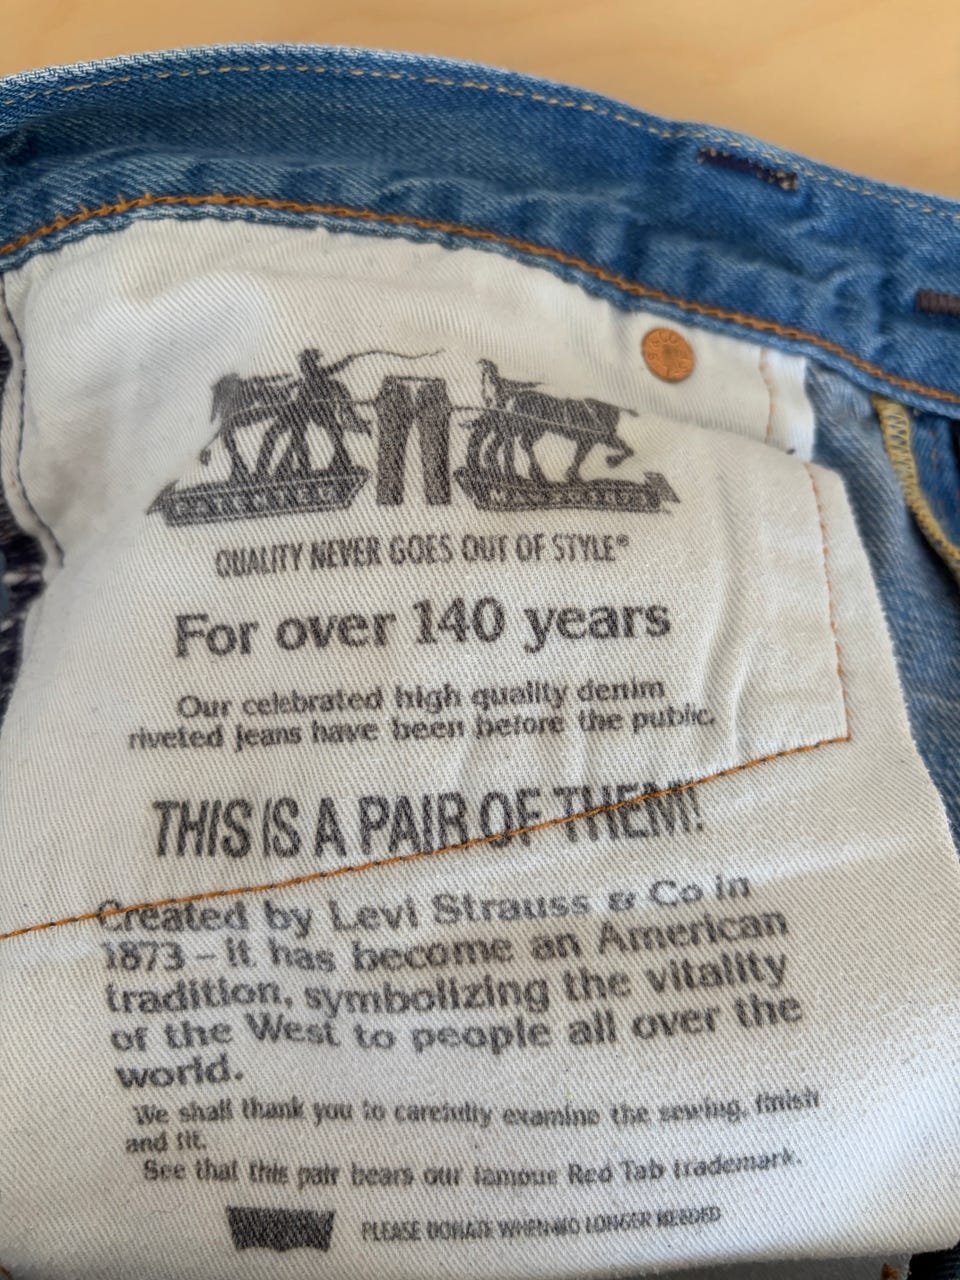 QUALITY NEVER GOES OUT OF STYLE®
For over 140 years
Our celebrated high quality denim
riveted jeans have been before the public.
THIS IS A PAIR OF THEM!
Created by Levi Strauss & Co in
1873 – it has become an American
tradition, symbolizing the vitality
of the West to people all over the
world.
We shall thank you to carefully examine the sewing, finish
and fit.
See that this pair bears our famous Red Tab trademark.
PLEASE DONATE WHEN NO LONGER NEEDED